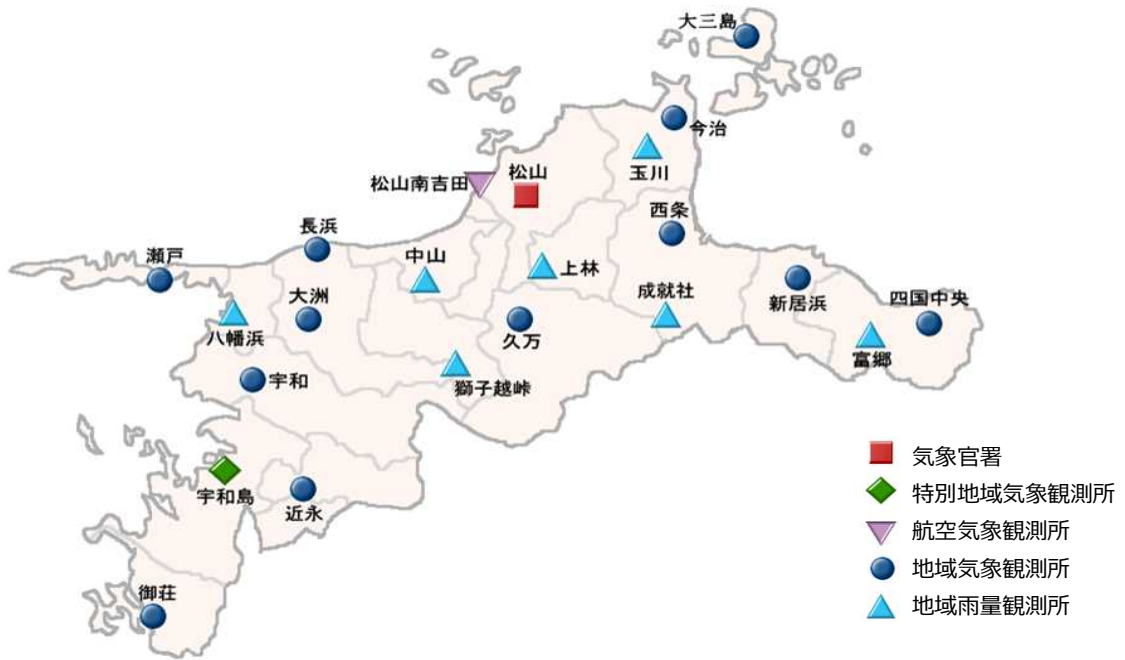 大三島
今治
玉川
松山
松山南吉田
西条
長浜
瀬戸
中山
上林
大洲
成就社
新居浜
四国中央
八幡浜
久万
富郷
宇和
獅子越峠
宇和島
近永
御荘
気象官署
特別地域気象観測所
航空気象観測所
地域気象観測所
地域雨量観測所